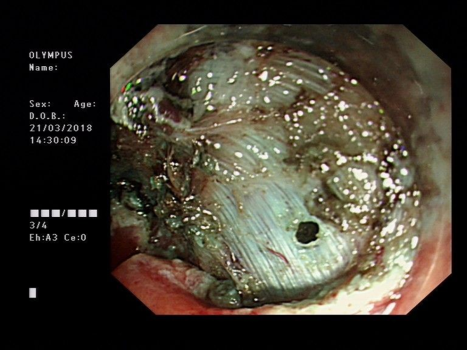 OLYMPUS
Name:
Sex: Age:
D.O.B.:
21/03/2018
14:30:09
■■■/■■■
3/4
Eh:A3 Ce:0